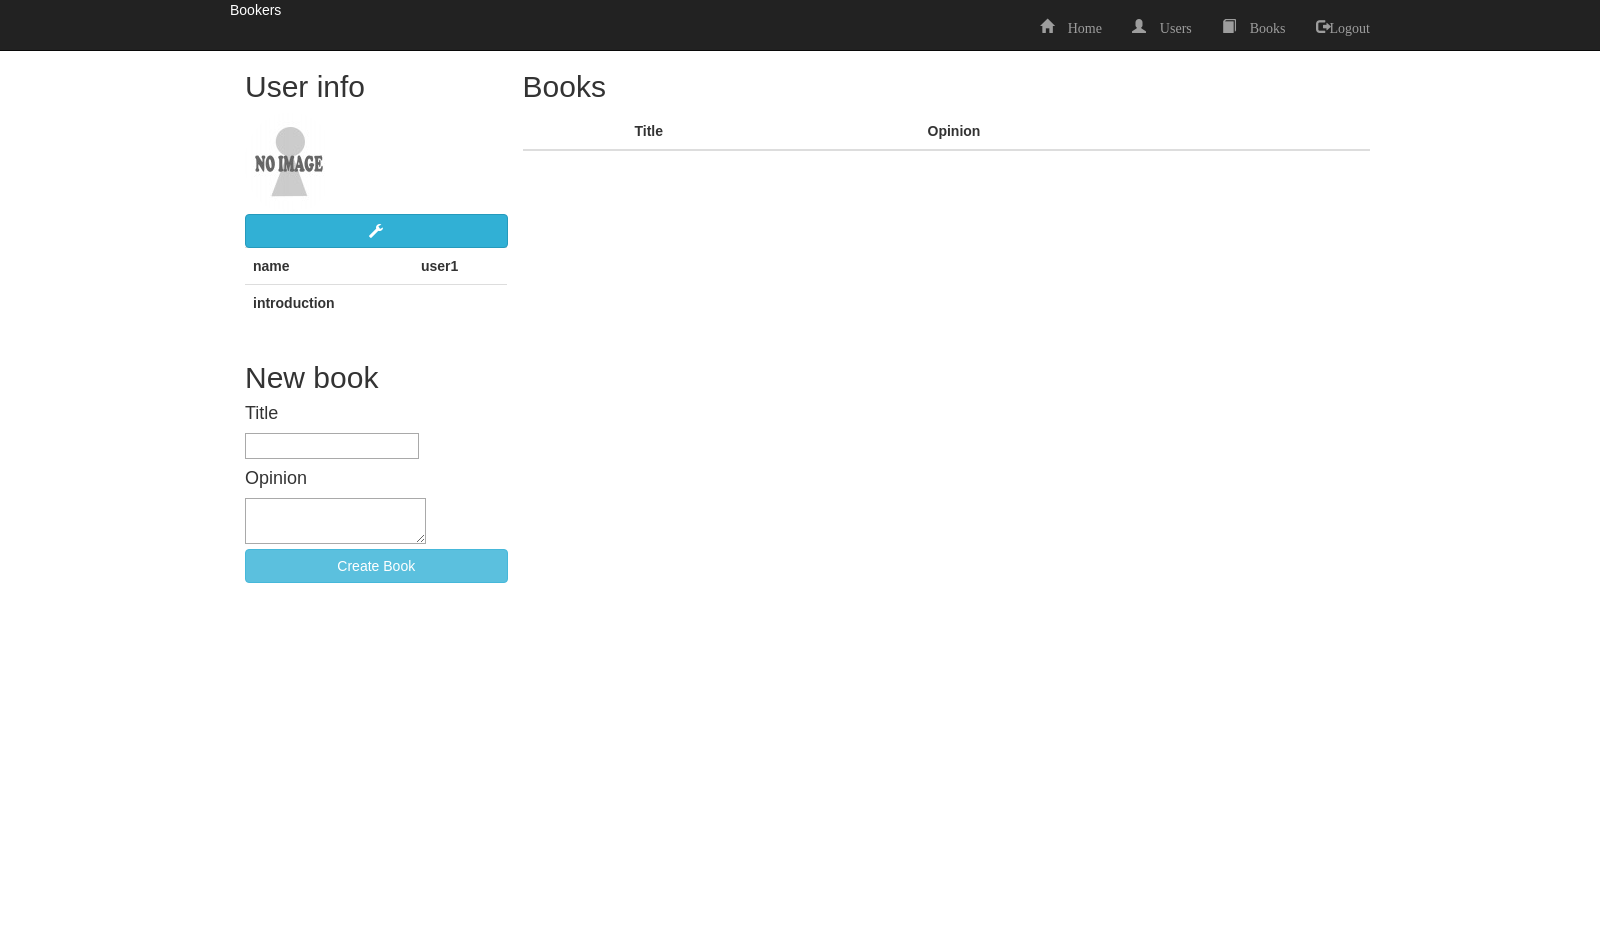 Bookers
Home Users Books Logout
User info
NO IMAGE
name user1
introduction
New book
Title
Opinion
Create Book
Books
Title Opinion